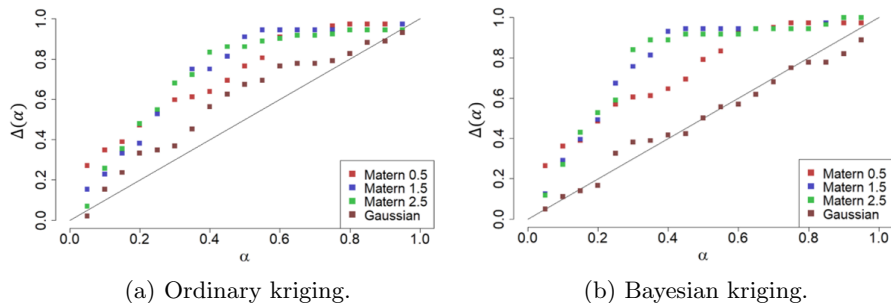 1.0
0.8
0.6
0.4
0.2
0.0
Δ(α)
0.0 0.2 0.4 0.6 0.8 1.0
α
Matern 0.5
Matern 1.5
Matern 2.5
Gaussian
(a) Ordinary kriging.
1.0
0.8
0.6
0.4
0.2
0.0
Δ(α)
0.0 0.2 0.4 0.6 0.8 1.0
α
Matern 0.5
Matern 1.5
Matern 2.5
Gaussian
(b) Bayesian kriging.